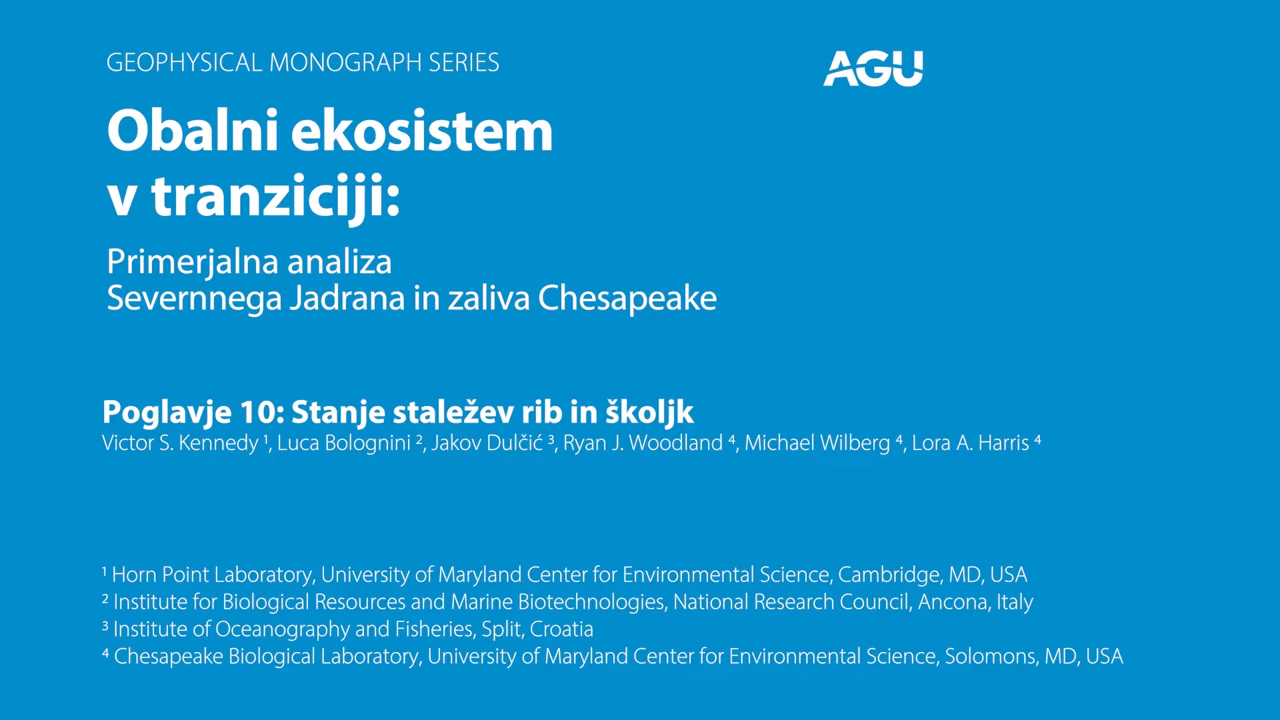 GEOPHYSICAL MONOGRAPH SERIES
AGU
Obalni ekosistem
v tranziciji:
Primerjalna analiza
Severnnega Jadrana in zaliva Chesapeake
Poglavje 10: Stanje staležev rib in školjk
Victor S. Kennedy ¹, Luca Bolognini ², Jakov Dulčić ³, Ryan J. Woodland ⁴, Michael Wilberg ⁴, Lora A. Harris ⁴
¹ Horn Point Laboratory, University of Maryland Center for Environmental Science, Cambridge, MD, USA
² Institute for Biological Resources and Marine Biotechnologies, National Research Council, Ancona, Italy
³ Institute of Oceanography and Fisheries, Split, Croatia
⁴ Chesapeake Biological Laboratory, University of Maryland Center for Environmental Science, Solomons, MD, USA